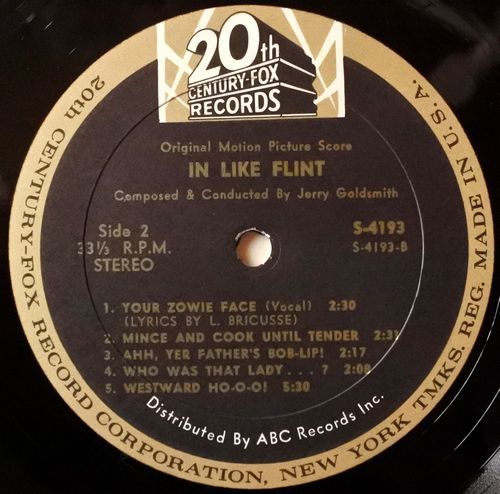 20th
CENTURY-FOX
RECORDS
Original Motion Picture Score
IN LIKE FLINT
Composed & Conducted By Jerry Goldsmith
Side 2
33⅓ R.P.M.
STEREO
S-4193
S-4193-B
1. YOUR ZOWIE FACE (Vocal) 2:30
(LYRICS BY L. BRICUSSE)
2. MINCE AND COOK UNTIL TENDER 2:31
3. AHH, YER FATHER'S BOB-LIP! 2:17
4. WHO WAS THAT LADY. . . ? 2:08
5. WESTWARD HO-O-O! 5:30
Distributed By ABC Records Inc.
20th CENTURY-FOX RECORD CORPORATION, NEW YORK TMKS. REG. MADE IN U.S.A.